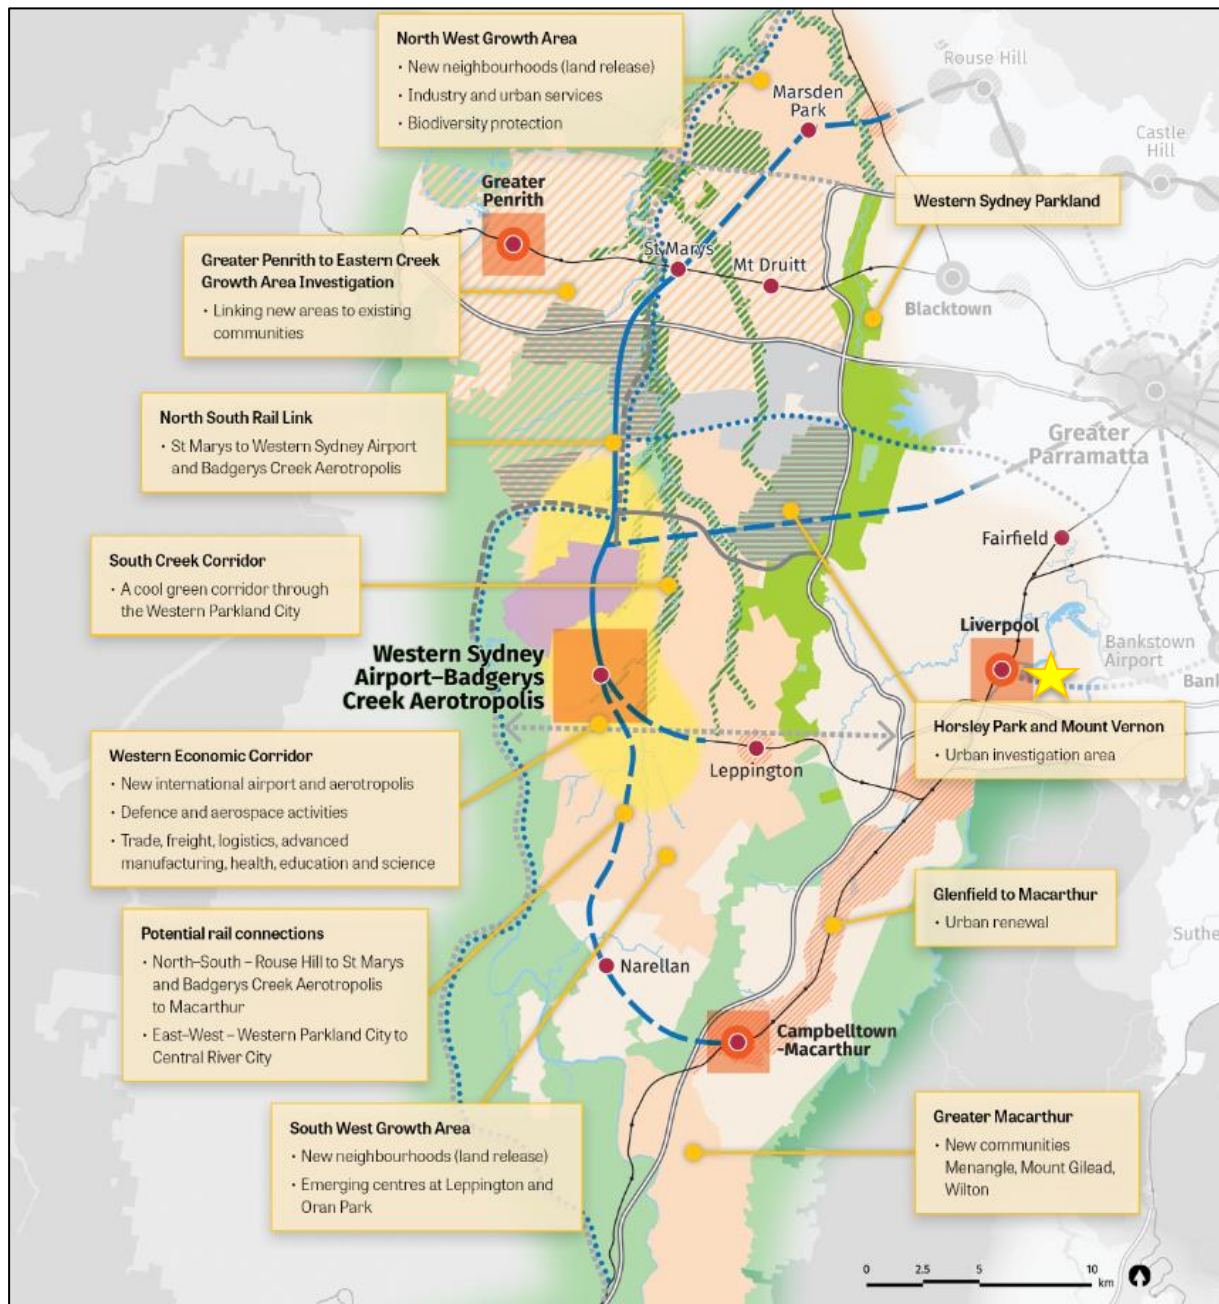 North West Growth Area
• New neighbourhoods (land release)
• Industry and urban services
• Biodiversity protection
Rouse Hill
Marsden
Park
Castle
Hill
Greater
Penrith
Western Sydney Parkland
St Marys
Mt Druitt
Blacktown
Greater Penrith to Eastern Creek
Growth Area Investigation
• Linking new areas to existing
communities
North South Rail Link
• St Marys to Western Sydney Airport
and Badgerys Creek Aerotropolis
Greater
Parramatta
Fairfield
South Creek Corridor
• A cool green corridor through
the Western Parkland City
Liverpool
Bankstown
Airport
Bank
Western Sydney
Airport–Badgerys
Creek Aerotropolis
Horsley Park and Mount Vernon
• Urban investigation area
Leppington
Western Economic Corridor
• New international airport and aerotropolis
• Defence and aerospace activities
• Trade, freight, logistics, advanced
manufacturing, health, education and science
Glenfield to Macarthur
• Urban renewal
Suthe
Potential rail connections
• North–South – Rouse Hill to St Marys
and Badgerys Creek Aerotropolis
to Macarthur
• East–West – Western Parkland City to
Central River City
Narellan
Campbelltown
-Macarthur
South West Growth Area
• New neighbourhoods (land release)
• Emerging centres at Leppington and
Oran Park
Greater Macarthur
• New communities
Menangle, Mount Gilead,
Wilton
0 2.5 5 10
km